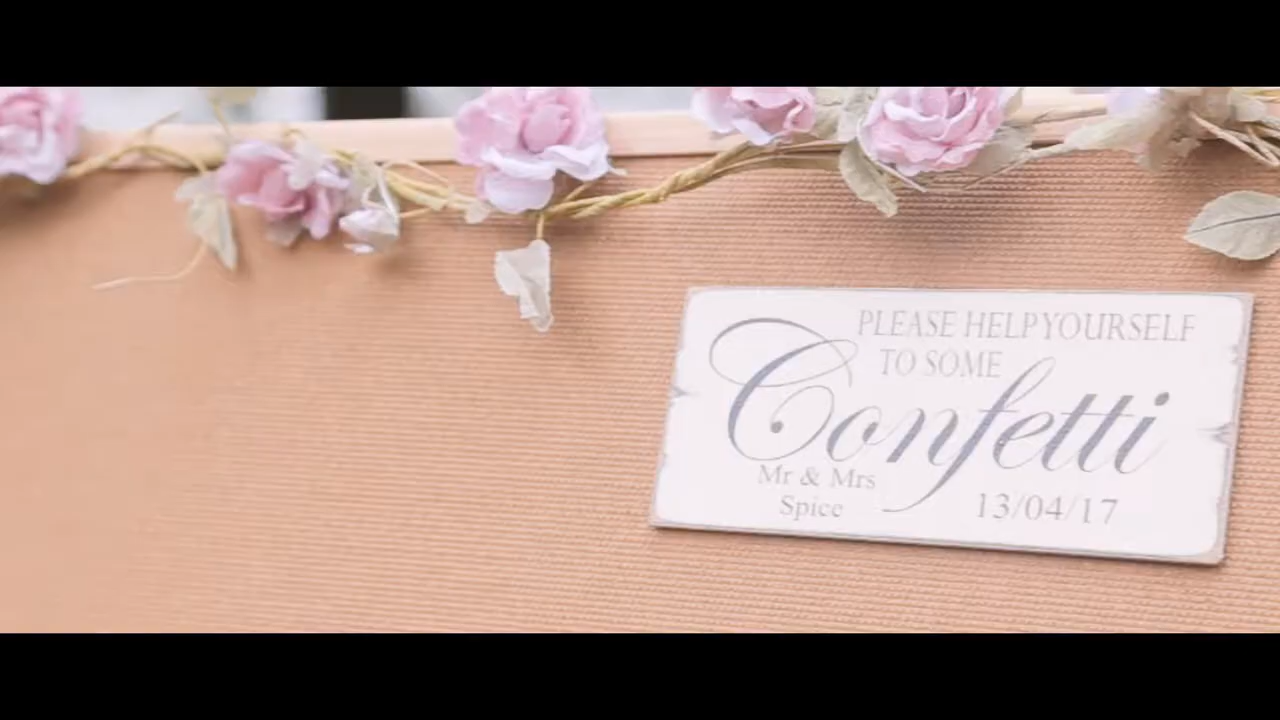 PLEASE HELP YOURSELF
TO SOME
Confetti
Mr & Mrs
Spice
13/04/17